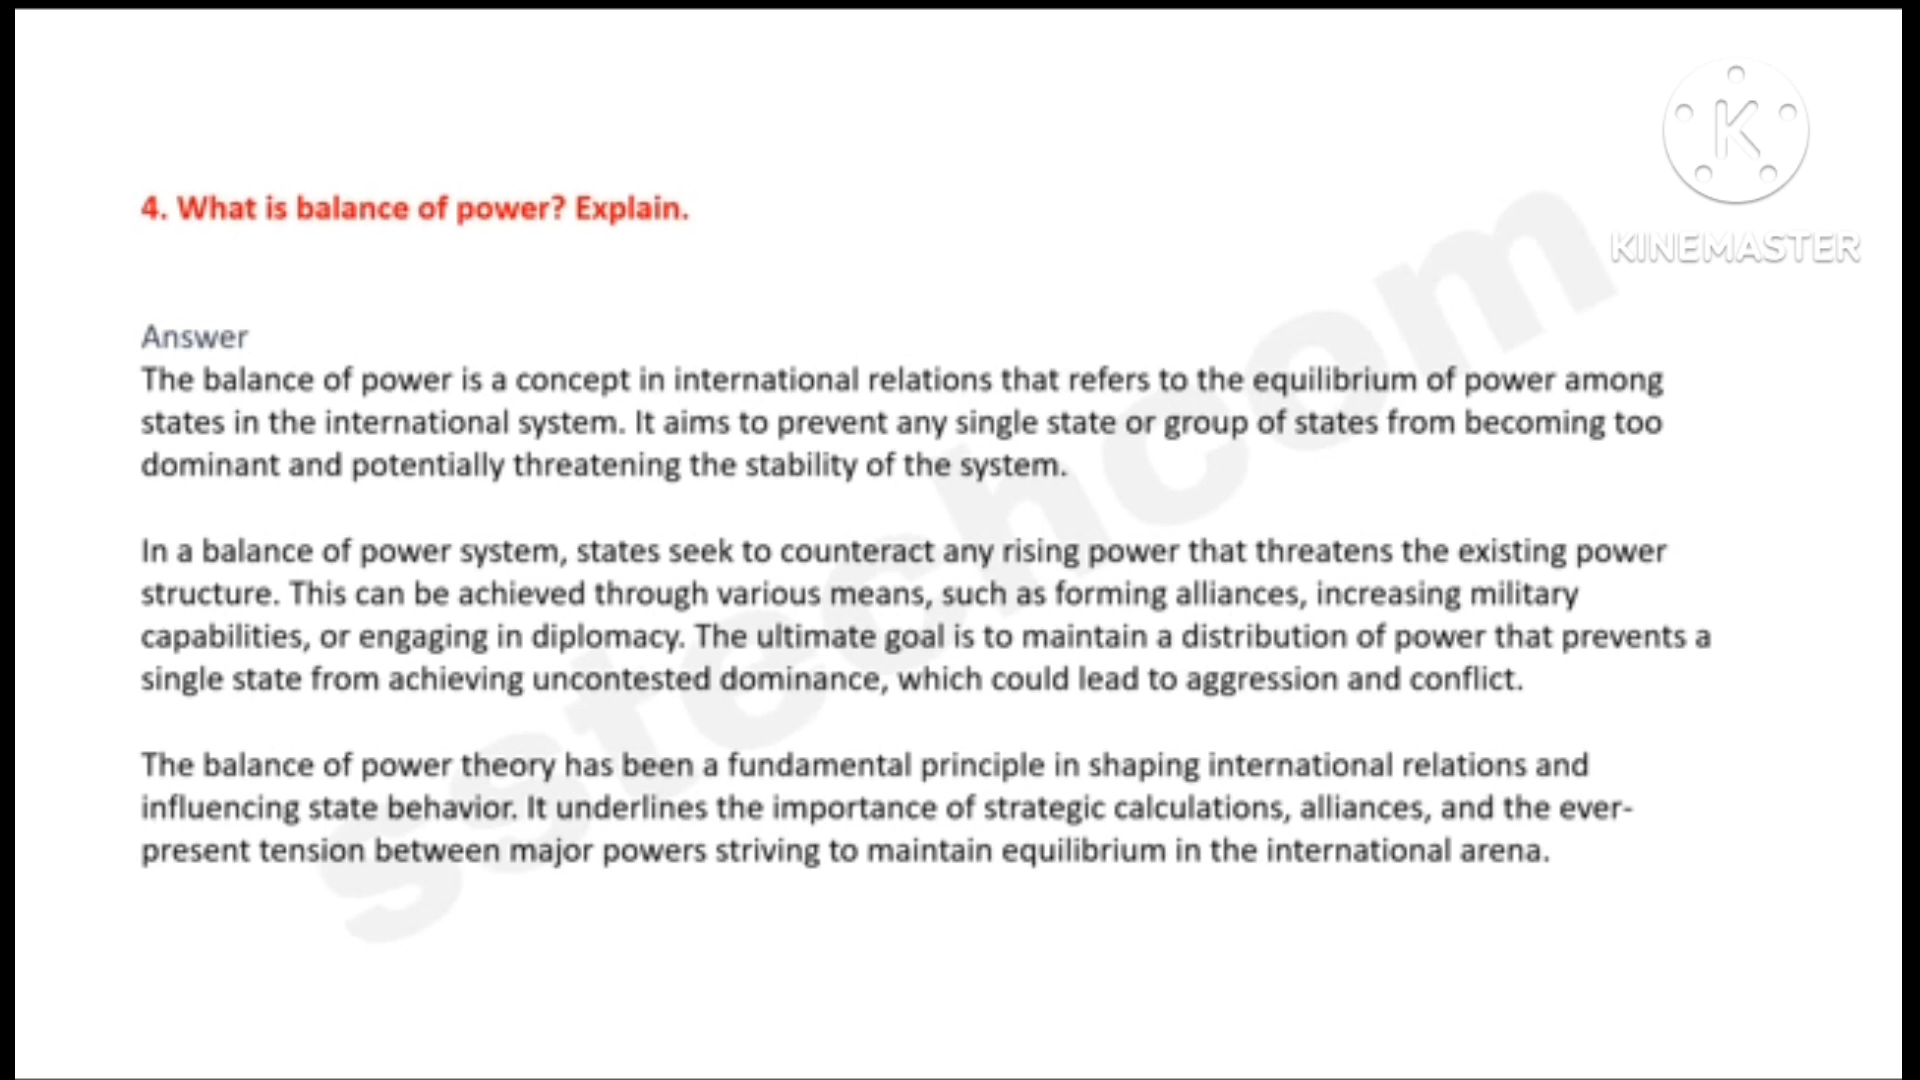 4. What is balance of power? Explain.
K
KINEMASTER
Answer
The balance of power is a concept in international relations that refers to the equilibrium of power among
states in the international system. It aims to prevent any single state or group of states from becoming too
dominant and potentially threatening the stability of the system.
In a balance of power system, states seek to counteract any rising power that threatens the existing power
structure. This can be achieved through various means, such as forming alliances, increasing military
capabilities, or engaging in diplomacy. The ultimate goal is to maintain a distribution of power that prevents a
single state from achieving uncontested dominance, which could lead to aggression and conflict.
The balance of power theory has been a fundamental principle in shaping international relations and
influencing state behavior. It underlines the importance of strategic calculations, alliances, and the ever-
present tension between major powers striving to maintain equilibrium in the international arena.
sstechcom